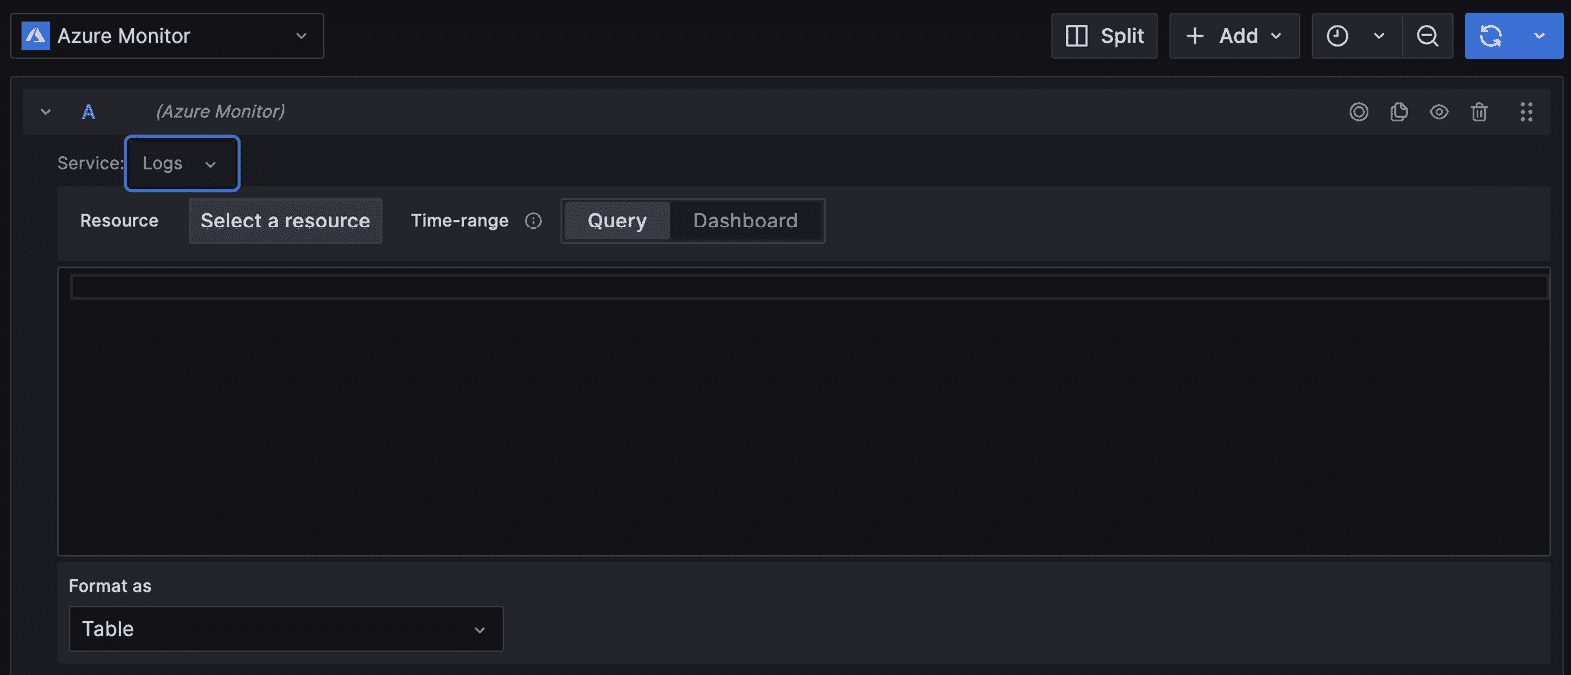 Azure Monitor
Split
Add
A
(Azure Monitor)
Service: Logs
Resource Select a resource Time-range Query Dashboard
Format as
Table